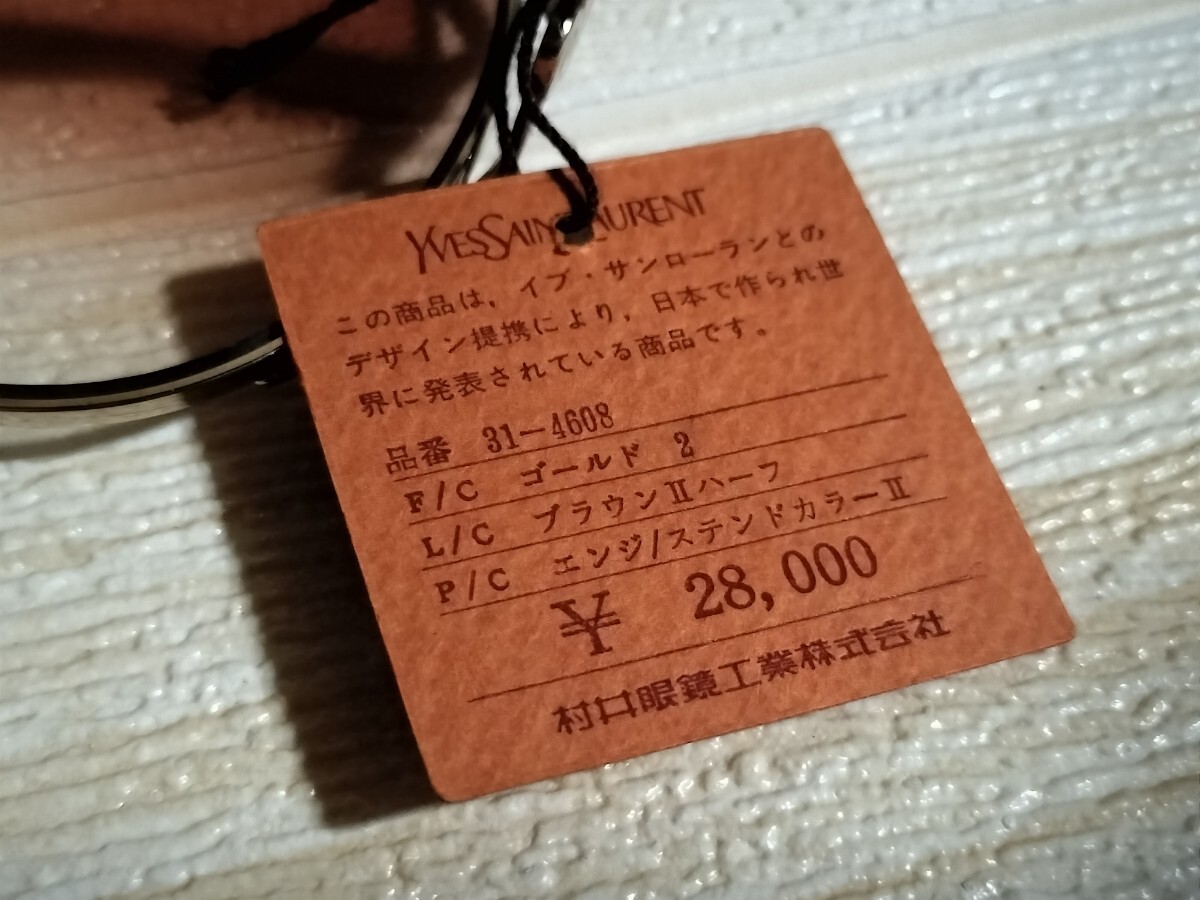 YVESSAINTLAURENT
この商品は，イブ・サンローランとの
デザイン提携により，日本で作られ世
界に発表されている商品です。
品番 31-4608
F/C ゴールド 2
L/C ブラウンⅡハーフ
P/C エンジ/ステンドカラーⅡ
¥ 28,000
村井眼鏡工業株式会社